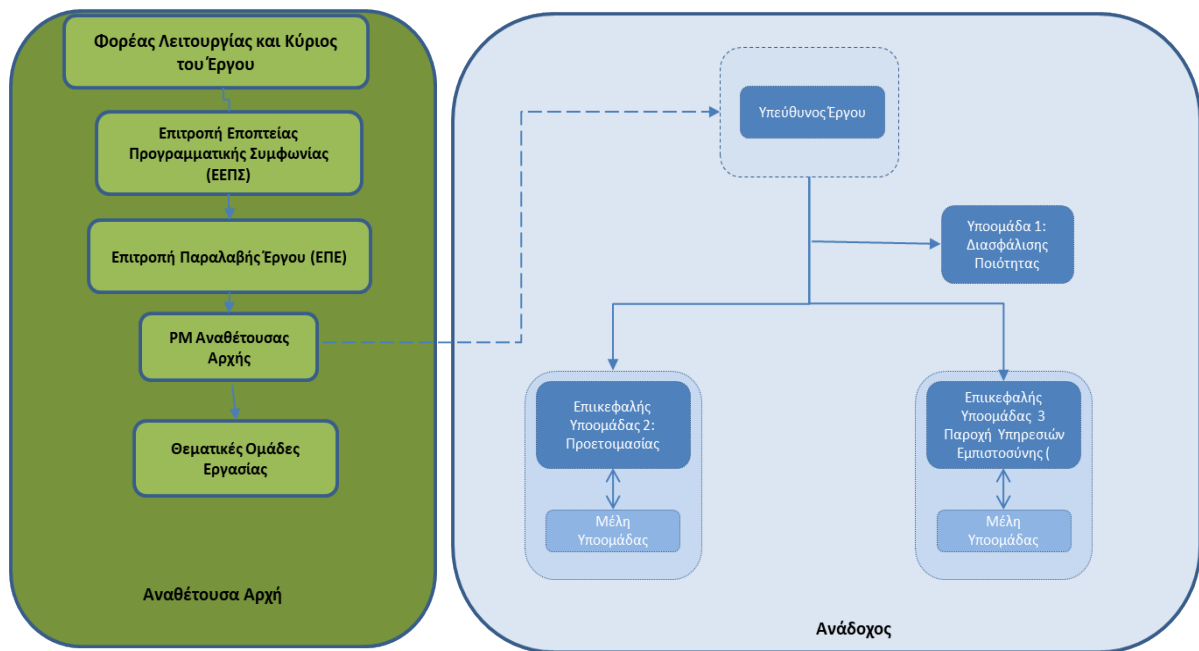 Φορέας Λειτουργίας και Κύριος
του Έργου
Επιτροπή Εποπτείας
Προγραμματικής Συμφωνίας
(ΕΕΠΣ)
Επιτροπή Παραλαβής Έργου (ΕΠΕ)
PM Αναθέτουσας
Αρχής
Θεματικές Ομάδες
Εργασίας
Αναθέτουσα Αρχή
Υπεύθυνος Έργου
Υποομάδα 1:
Διασφάλισης
Ποιότητας
Επιικεφαλής
Υποομάδας 2:
Προετοιμασίας
Μέλη
Υποομάδας
Επιικεφαλής
Υποομάδας 3
Παροχή Υπηρεσιών
Εμπιστοσύνης (
Μέλη
Υποομάδας
Ανάδοχος